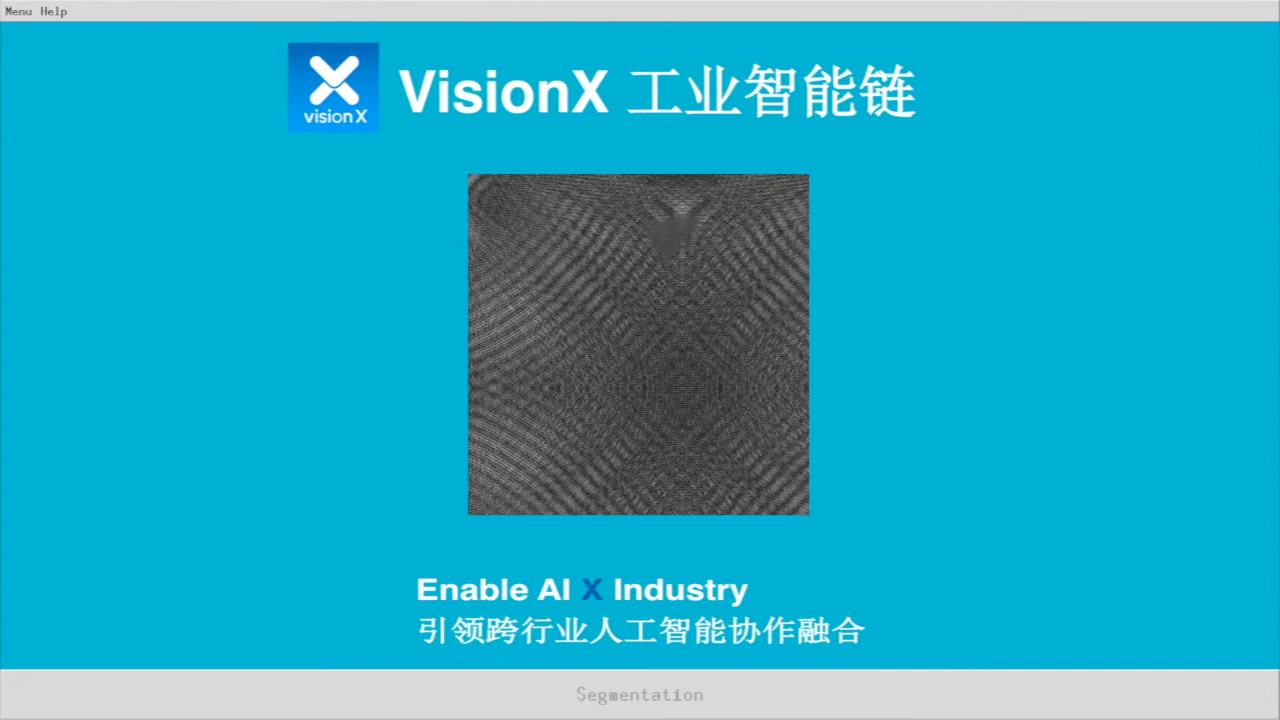 Menu Help
vision X
VisionX 工业智能链
Enable AI X Industry
引领跨行业人工智能协作融合
Segmentation